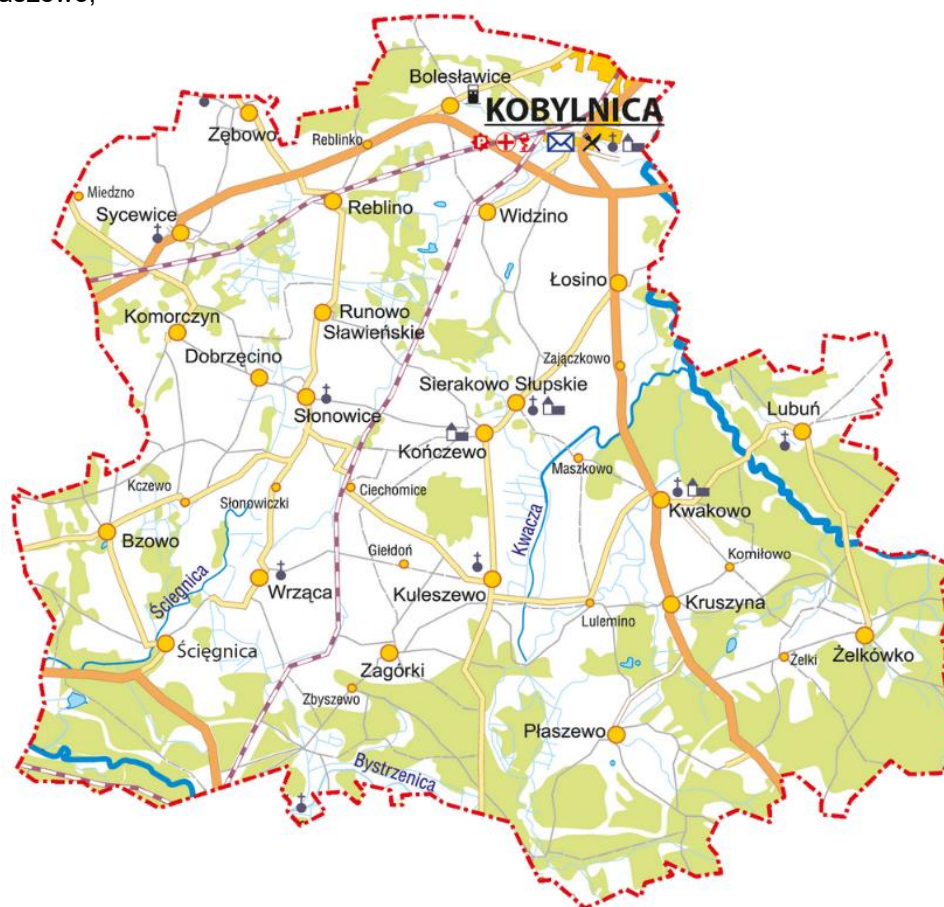 Bolesławice
KOBYLNICA
Zębowo
Reblinko
P
Miedzno
Sycewice
Reblino
Widzino
Łosino
Komorczyn
Runowo
Sławieńskie
Dobrzęcino
Zajączkowo
Sierakowo Słupskie
Słonowice
Lubuń
Kończewo
Maszkowo
Kczewo
Słonowiczki
Ciechomice
Kwakowo
Kwacza
Bzowo
Giełdoń
Komiłowo
Ścięgnica
Wrząca
Kuleszewo
Lulemino
Kruszyna
Ścięgnica
Zagórki
Żelki
Żelkówko
Zbyszewo
Płaszewo
Bystrzenica